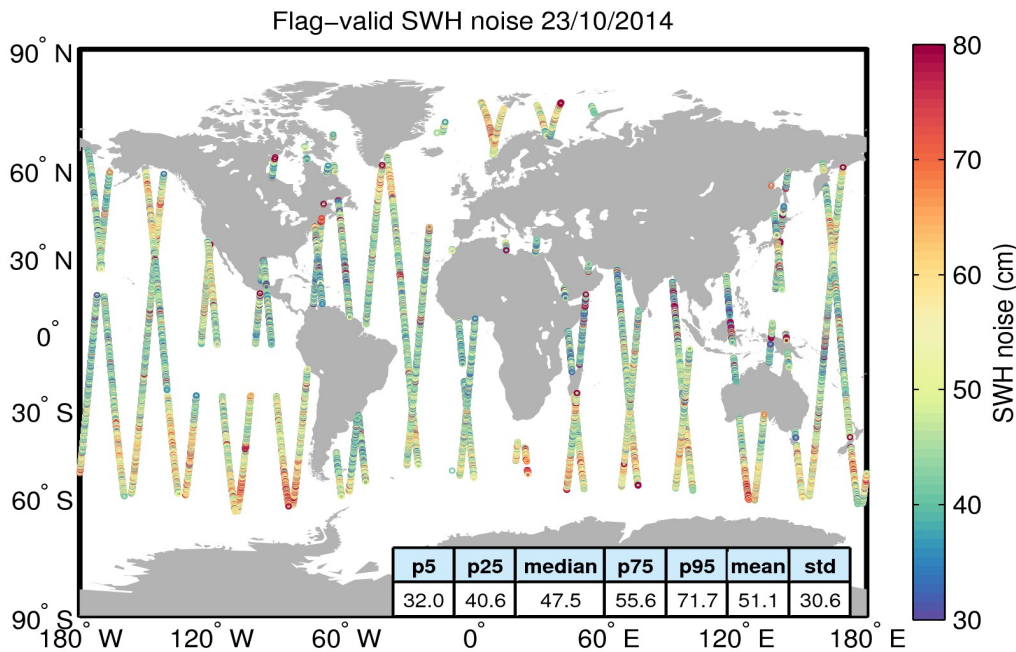 Flag−valid SWH noise 23/10/2014
90° N
60° N
30° N
0°
30° S
60° S
90° S
180° W
120° W
60° W
0°
60° E
120° E
180° E
80
70
60
50
40
30
SWH noise (cm)
p5 p25 median p75 p95 mean std
32.0 40.6 47.5 55.6 71.7 51.1 30.6